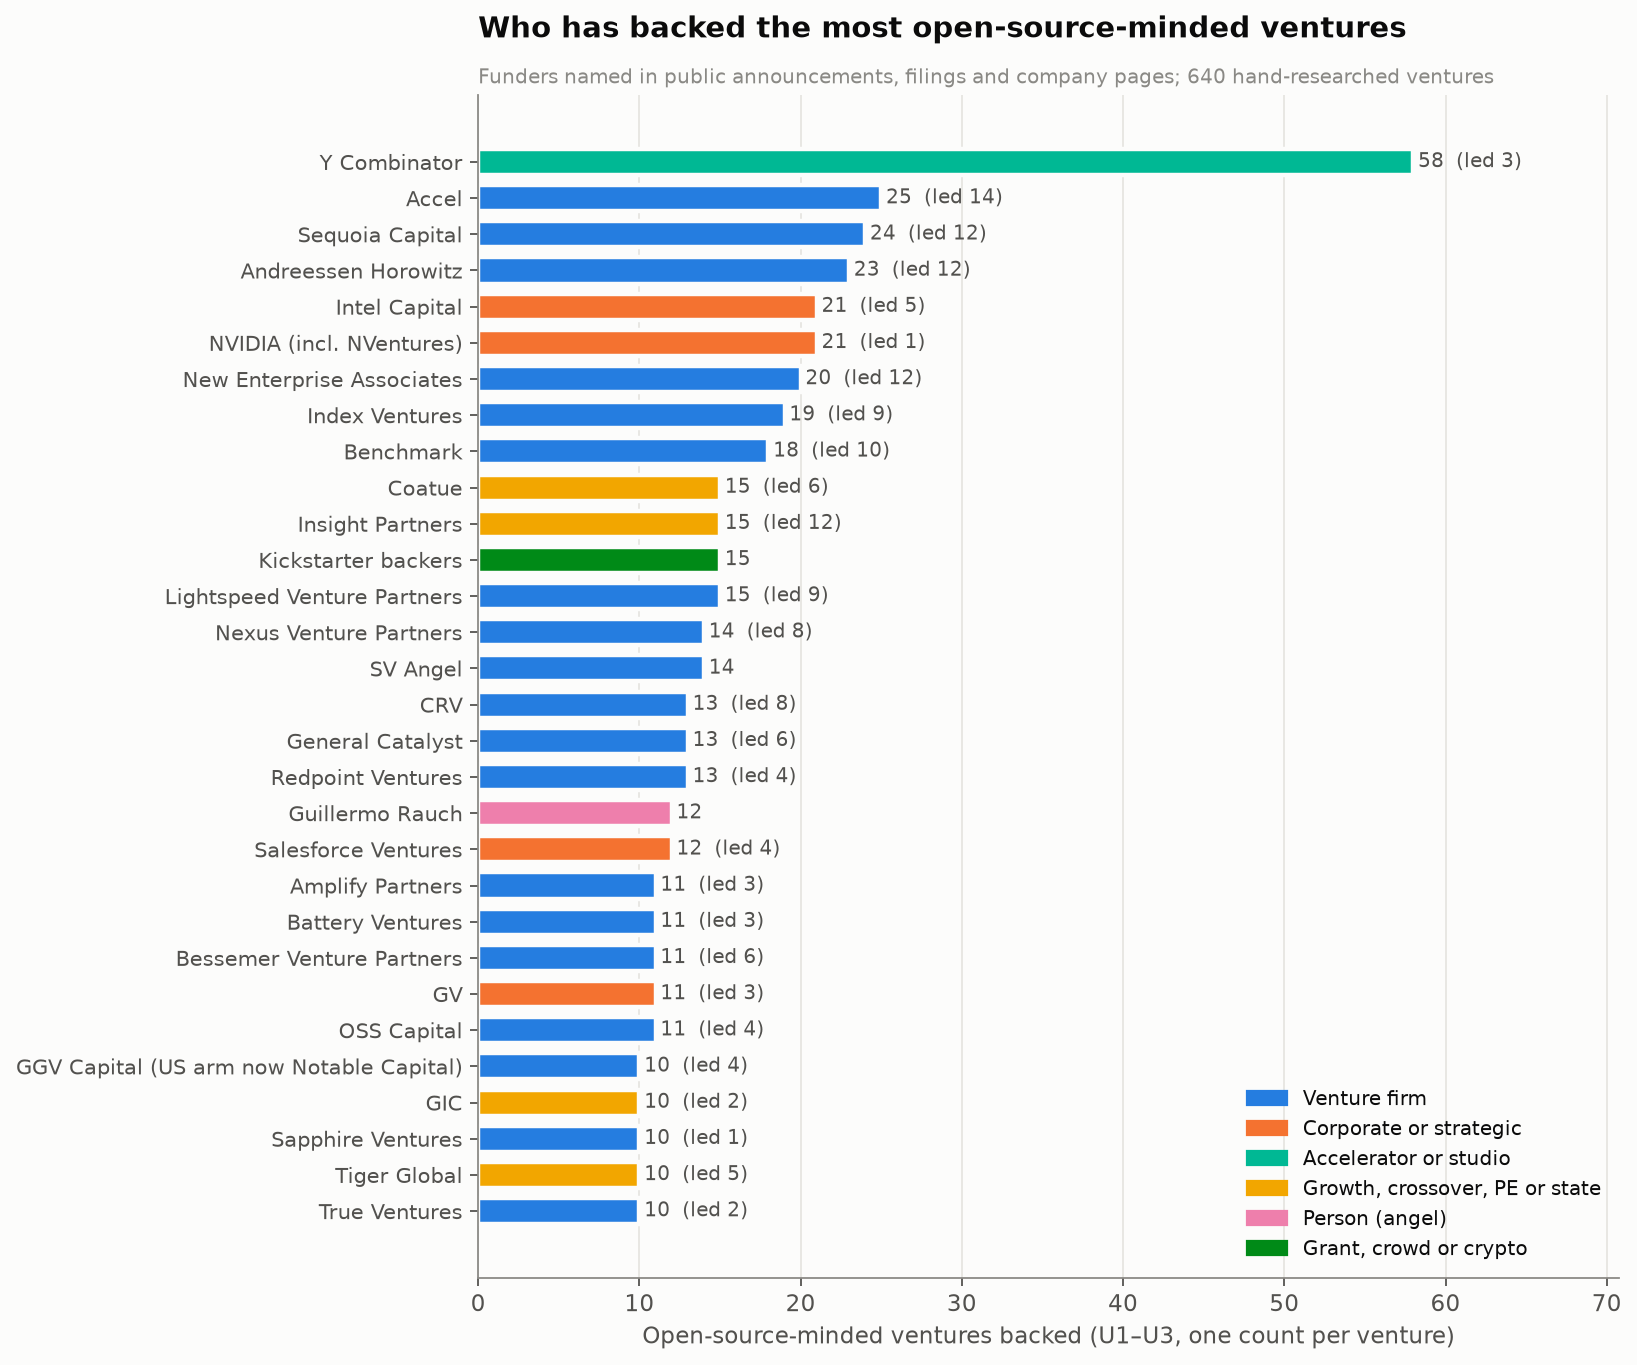 Who has backed the most open-source-minded ventures
Funders named in public announcements, filings and company pages; 640 hand-researched ventures
Y Combinator 58 (led 3)
Accel 25 (led 14)
Sequoia Capital 24 (led 12)
Andreessen Horowitz 23 (led 12)
Intel Capital 21 (led 5)
NVIDIA (incl. NVentures) 21 (led 1)
New Enterprise Associates 20 (led 12)
Index Ventures 19 (led 9)
Benchmark 18 (led 10)
Coatue 15 (led 6)
Insight Partners 15 (led 12)
Kickstarter backers 15
Lightspeed Venture Partners 15 (led 9)
Nexus Venture Partners 14 (led 8)
SV Angel 14
CRV 13 (led 8)
General Catalyst 13 (led 6)
Redpoint Ventures 13 (led 4)
Guillermo Rauch 12
Salesforce Ventures 12 (led 4)
Amplify Partners 11 (led 3)
Battery Ventures 11 (led 3)
Bessemer Venture Partners 11 (led 6)
GV 11 (led 3)
OSS Capital 11 (led 4)
GGV Capital (US arm now Notable Capital) 10 (led 4)
GIC 10 (led 2)
Sapphire Ventures 10 (led 1)
Tiger Global 10 (led 5)
True Ventures 10 (led 2)
Venture firm
Corporate or strategic
Accelerator or studio
Growth, crossover, PE or state
Person (angel)
Grant, crowd or crypto
0 10 20 30 40 50 60 70
Open-source-minded ventures backed (U1–U3, one count per venture)